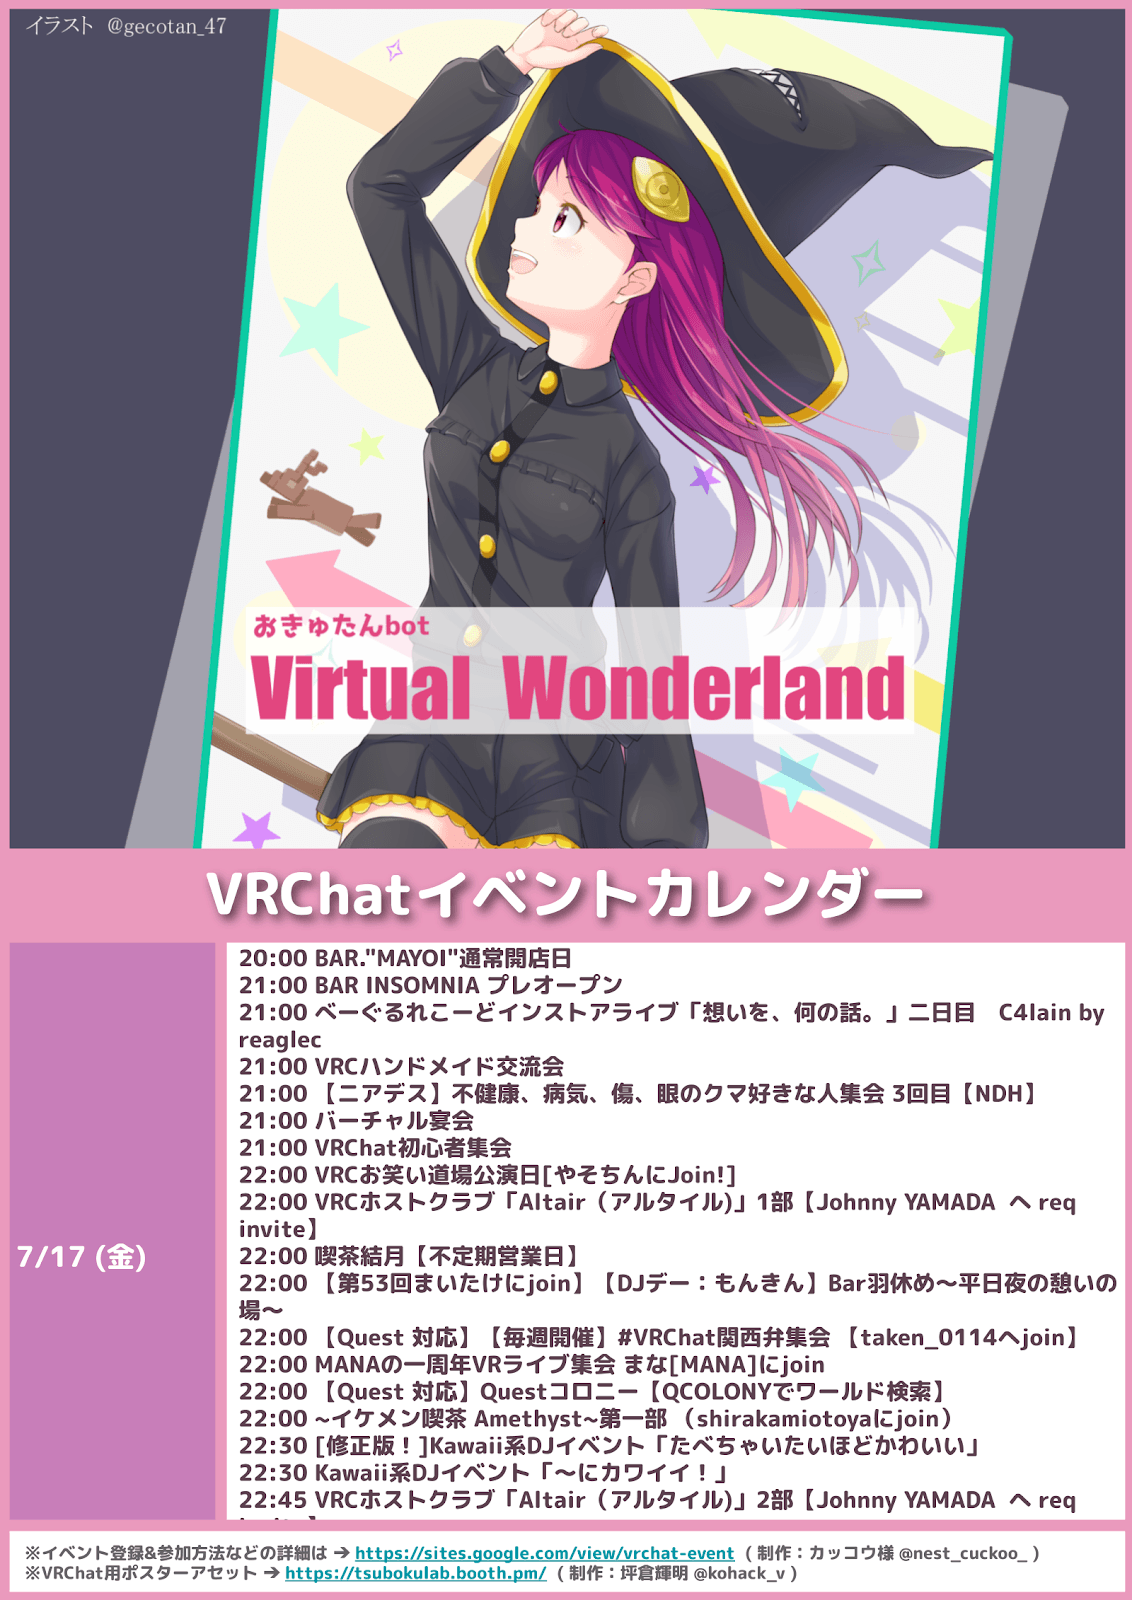 イラスト @gecotan_47
おきゅたんbot
Virtual Wonderland
VRChatイベントカレンダー
7/17 (金)
20:00 BAR."MAYOI"通常開店日
21:00 BAR INSOMNIA プレオープン
21:00 べーぐるれこーどインストアライブ「想いを、何の話。」二日目　C4lain by
reaglec
21:00 VRCハンドメイド交流会
21:00 【ニアデス】不健康、病気、傷、眼のクマ好きな人集会 3回目【NDH】
21:00 バーチャル宴会
21:00 VRChat初心者集会
22:00 VRCお笑い道場公演日[やそちんにJoin!]
22:00 VRCホストクラブ「Altair（アルタイル)」1部【Johnny YAMADA へ req
invite】
22:00 喫茶結月【不定期営業日】
22:00 【第53回まいたけにjoin】【DJデー：もんきん】Bar羽休め～平日夜の憩いの
場～
22:00 【Quest 対応】【毎週開催】#VRChat関西弁集会 【taken_0114へjoin】
22:00 MANAの一周年VRライブ集会 まな[MANA]にjoin
22:00 【Quest 対応】Questコロニー【QCOLONYでワールド検索】
22:00 ~イケメン喫茶 Amethyst~第一部 （shirakamiotoyaにjoin）
22:30 [修正版！]Kawaii系DJイベント「たべちゃいたいほどかわいい」
22:30 Kawaii系DJイベント「～にカワイイ！」
22:45 VRCホストクラブ「Altair（アルタイル)」2部【Johnny YAMADA へ req
※イベント登録&参加方法などの詳細は ➔ https://sites.google.com/view/vrchat-event ( 制作：カッコウ様 @nest_cuckoo_ )
※VRChat用ポスターアセット ➔ https://tsubokulab.booth.pm/ ( 制作：坪倉輝明 @kohack_v )